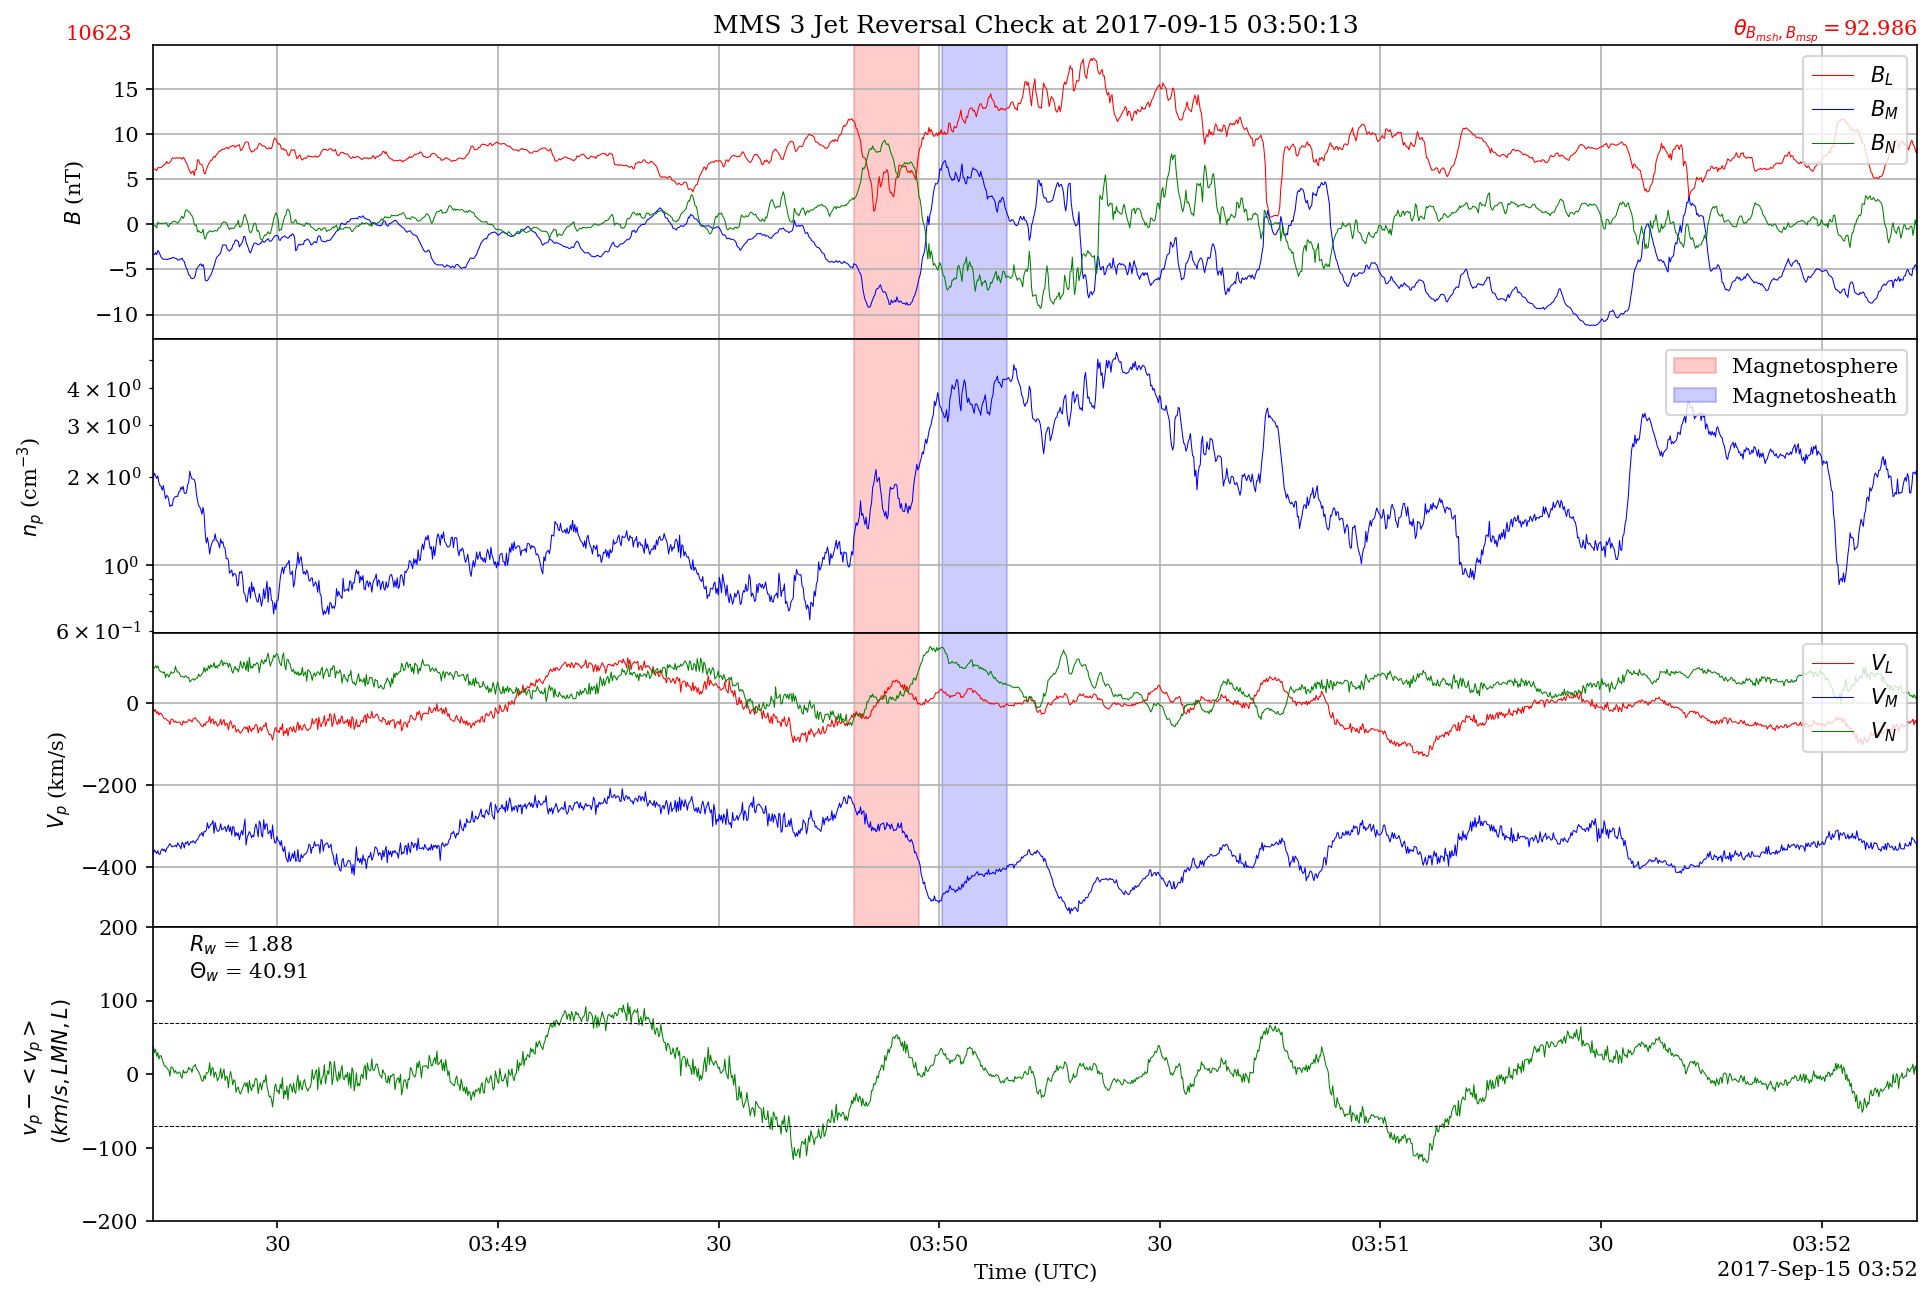 10623
MMS 3 Jet Reversal Check at 2017-09-15 03:50:13
θ_{B_{msh}, B_{msp}} = 92.986
B (nT)
15
10
5
0
−5
−10
B_L
B_M
B_N
n_p (cm^{−3})
4 × 10^0
3 × 10^0
2 × 10^0
10^0
6 × 10^{−1}
Magnetosphere
Magnetosheath
V_p (km/s)
0
−200
−400
V_L
V_M
V_N
v_p − < v_p >
(km/s, LMN, L)
200
100
0
−100
−200
R_w = 1.88
Θ_w = 40.91
30
03:49
30
03:50
30
03:51
30
03:52
Time (UTC)
2017-Sep-15 03:52